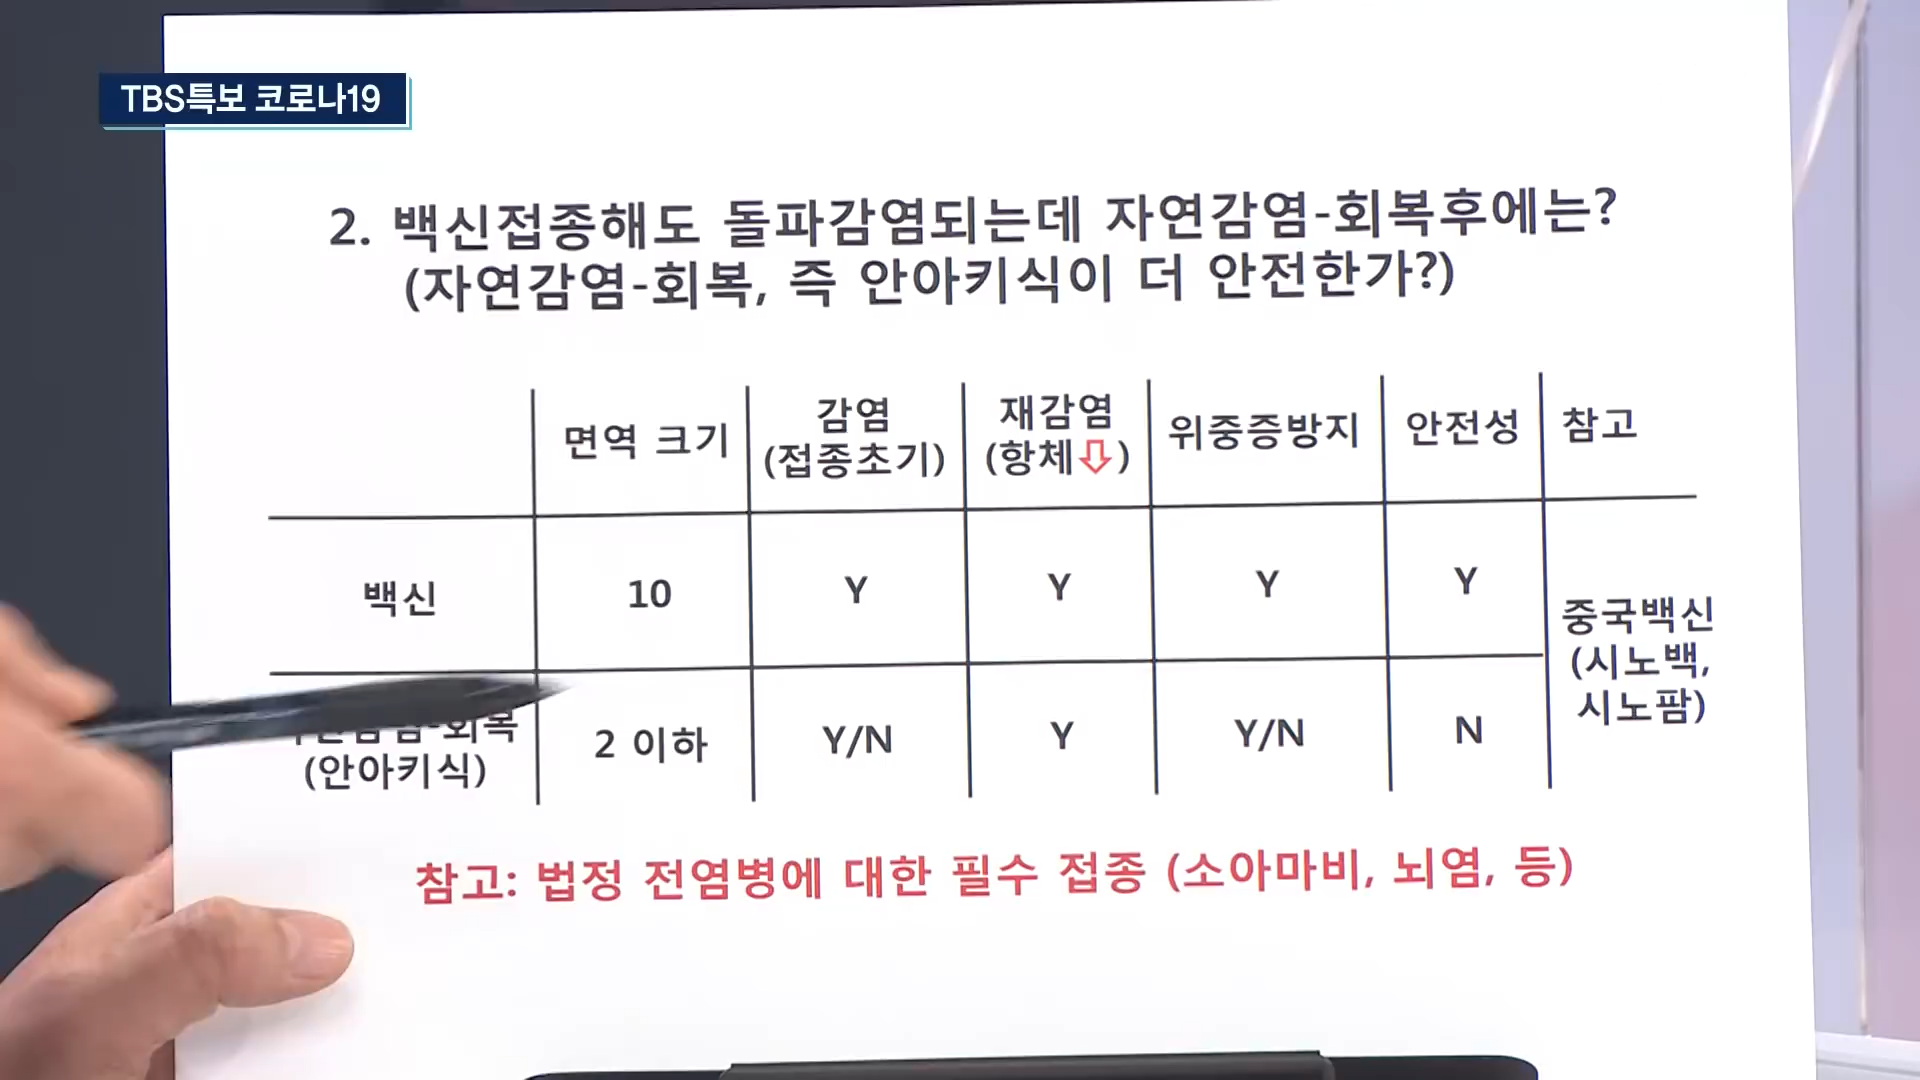 TBS특보 코로나19
2. 백신접종해도 돌파감염되는데 자연감염-회복후에는?
(자연감염-회복, 즉 안아키식이 더 안전한가?)
면역 크기
감염
(접종초기)
재감염
(항체⇩)
위중증방지
안전성
참고
백신
10
Y
Y
Y
Y
중국백신
(시노백,
시노팜)
(안아키식)
2 이하
Y/N
Y
Y/N
N
참고: 법정 전염병에 대한 필수 접종 (소아마비, 뇌염, 등)